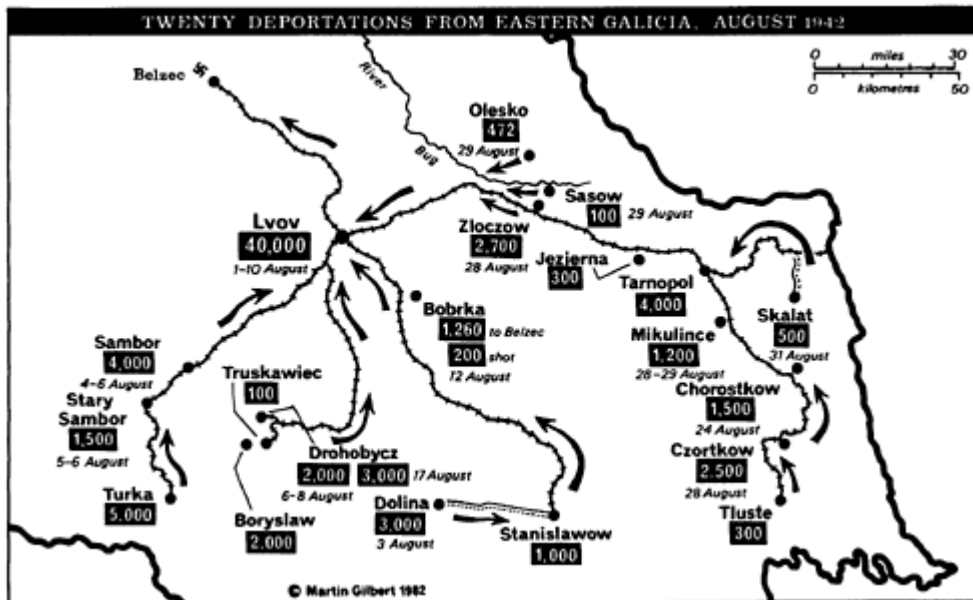 TWENTY DEPORTATIONS FROM EASTERN GALICIA, AUGUST 1942
0 miles 30
0 kilometres 50
Belzec
River
Bug
Olesko
472
29 August
Sasow
100
29 August
Lvov
40,000
1-10 August
Zloczow
2,700
28 August
Jezierna
300
Tarnopol
4,000
Skalat
500
31 August
Bobrka
1,260 to Belzec
200 shot
12 August
Mikulince
1,200
28-29 August
Sambor
4,000
4-6 August
Truskawiec
100
Chorostkow
1,500
24 August
Stary
Sambor
1,500
5-6 August
Drohobycz
2,000 3,000 17 August
6-8 August
Czortkow
2.500
28 August
Turka
5.000
Boryslaw
2,000
Dolina
3,000
3 August
Stanislawow
1,000
Tluste
300
© Martin Gilbert 1982